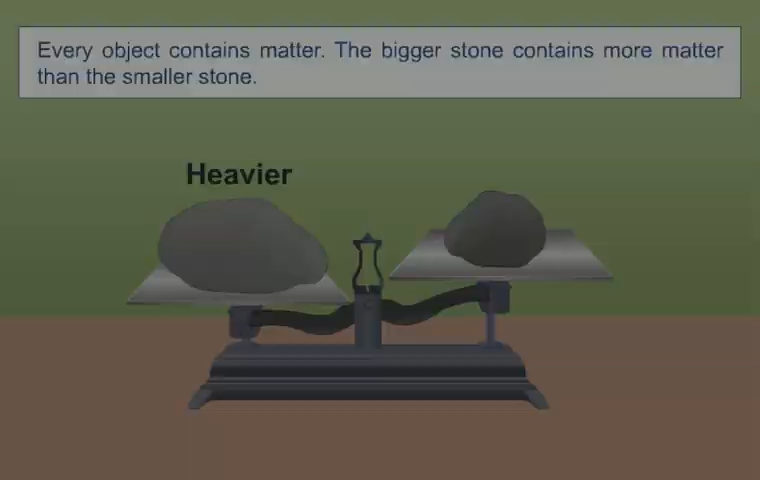 Every object contains matter. The bigger stone contains more matter
than the smaller stone.
Heavier